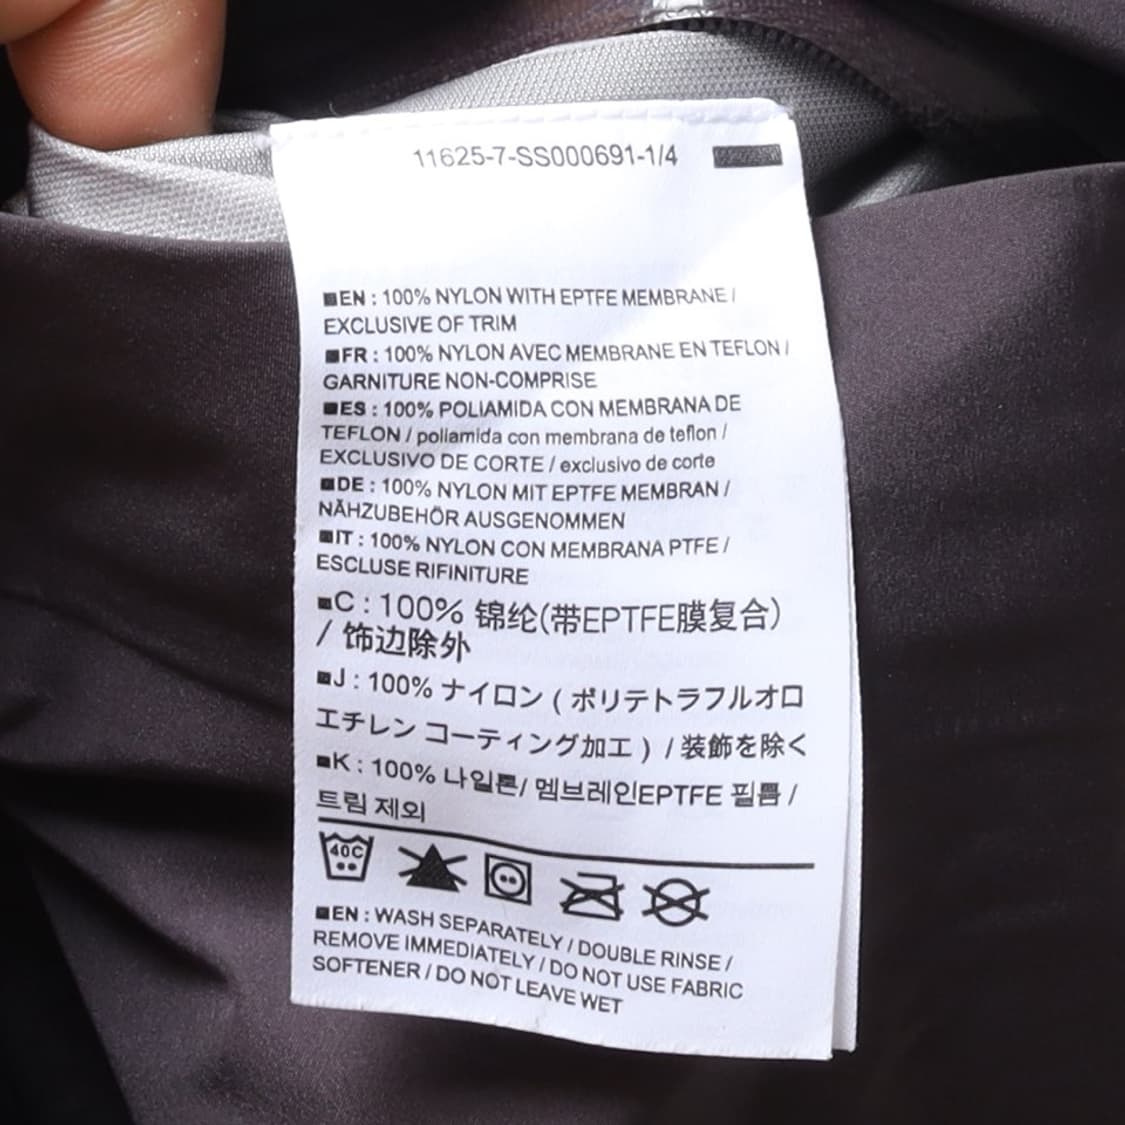 11625-7-SS000691-1/4
EN : 100% NYLON WITH EPTFE MEMBRANE /
EXCLUSIVE OF TRIM
FR : 100% NYLON AVEC MEMBRANE EN TEFLON /
GARNITURE NON-COMPRISE
ES : 100% POLIAMIDA CON MEMBRANA DE
TEFLON / poliamida con membrana de teflon /
EXCLUSIVO DE CORTE / exclusivo de corte
DE : 100% NYLON MIT EPTFE MEMBRAN /
NÄHZUBEHÖR AUSGENOMMEN
IT : 100% NYLON CON MEMBRANA PTFE /
ESCLUSE RIFINITURE
C : 100% 锦纶(带EPTFE膜复合)
/ 饰边除外
J : 100% ナイロン ( ポリテトラフルオロ
エチレン コーティング加工 ) / 装飾を除く
K : 100% 나일론/ 멤브레인EPTFE 필름 /
트림 제외
40C
EN : WASH SEPARATELY / DOUBLE RINSE /
REMOVE IMMEDIATELY / DO NOT USE FABRIC
SOFTENER / DO NOT LEAVE WET